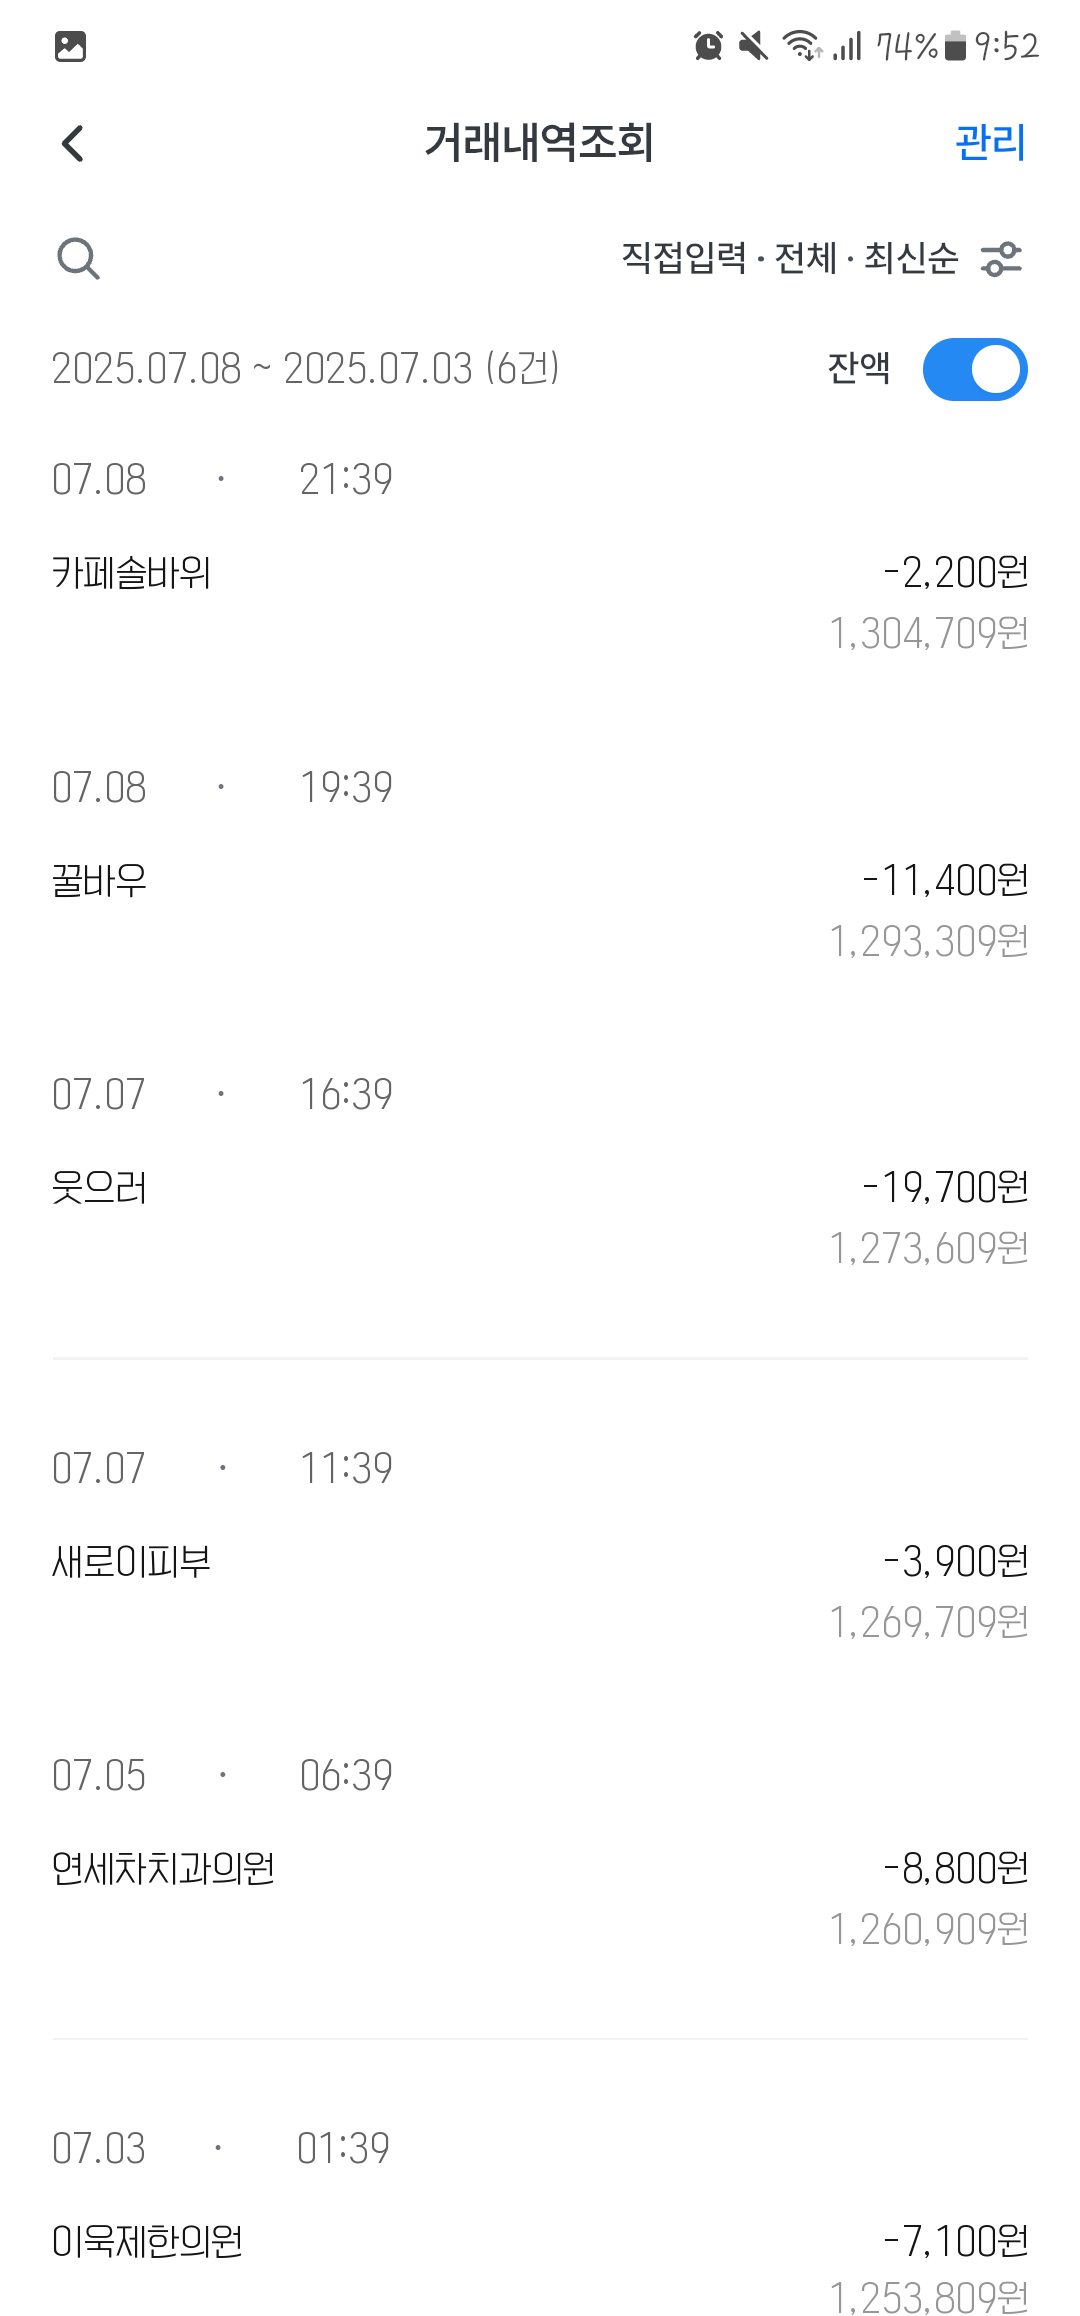 74% 9:52
거래내역조회 관리
직접입력 · 전체 · 최신순
2025.07.08 ~ 2025.07.03 (6건) 잔액
07.08 · 21:39
카페솔바위 -2,200원
1,304,709원
07.08 · 19:39
꿀바우 -11,400원
1,293,309원
07.07 · 16:39
웃으러 -19,700원
1,273,609원
07.07 · 11:39
새로이피부 -3,900원
1,269,709원
07.05 · 06:39
연세차치과의원 -8,800원
1,260,909원
07.03 · 01:39
이욱제한의원 -7,100원
1,253,809원